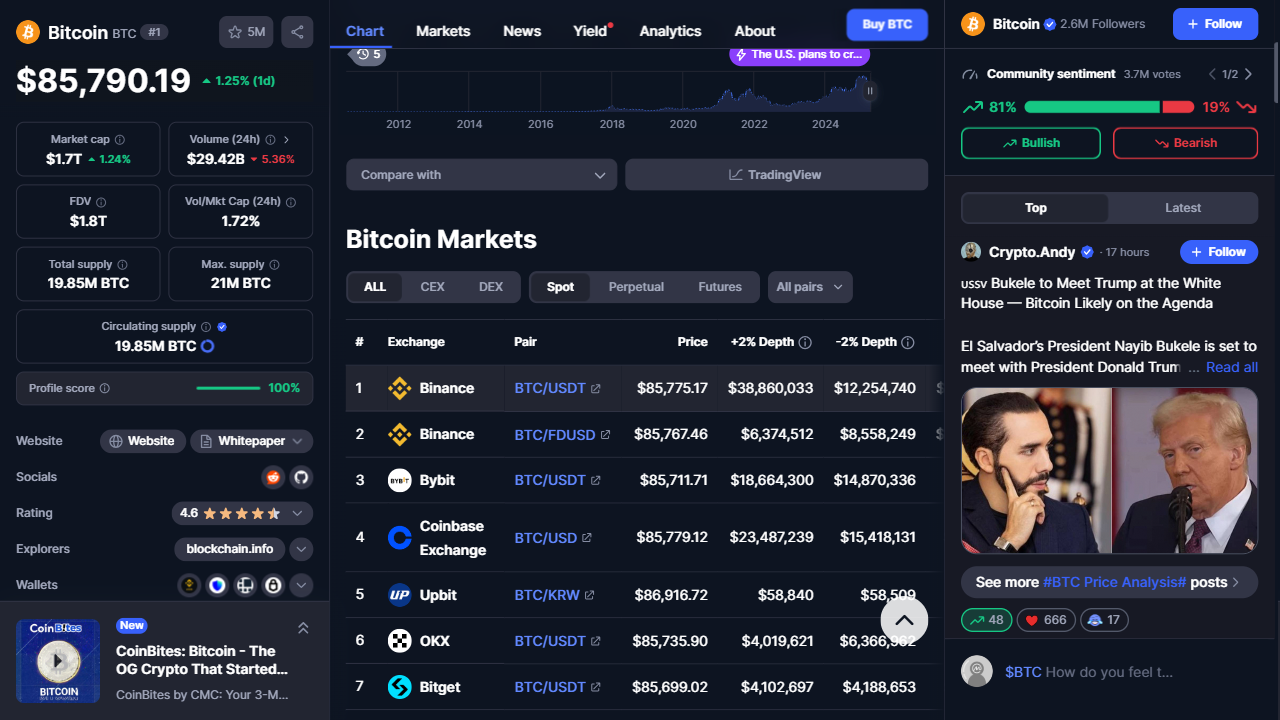 Bitcoin BTC #1
5M
$85,790.19 1.25% (1d)
Market cap
$1.7T 1.24%
Volume (24h)
$29.42B 5.36%
FDV
$1.8T
Vol/Mkt Cap (24h)
1.72%
Total supply
19.85M BTC
Max. supply
21M BTC
Circulating supply
19.85M BTC
Profile score 100%
Website Website Whitepaper
Socials
Rating 4.6
Explorers blockchain.info
Wallets
CoinBites
BITCOIN
New
CoinBites: Bitcoin - The
OG Crypto That Started...
CoinBites by CMC: Your 3-M...
Chart Markets News Yield Analytics About
Buy BTC
5
The U.S. plans to cr...
2012 2014 2016 2018 2020 2022 2024
Compare with
TradingView
Bitcoin Markets
ALL CEX DEX Spot Perpetual Futures All pairs
# Exchange Pair Price +2% Depth -2% Depth
1 Binance BTC/USDT $85,775.17 $38,860,033 $12,254,740 $
2 Binance BTC/FDUSD $85,767.46 $6,374,512 $8,558,249 $
3 BYBIT Bybit BTC/USDT $85,711.71 $18,664,300 $14,870,336
4 Coinbase Exchange BTC/USD $85,779.12 $23,487,239 $15,418,131
5 UP Upbit BTC/KRW $86,916.72 $58,840 $58,509
6 OKX BTC/USDT $85,735.90 $4,019,621 $6,366,962
7 Bitget BTC/USDT $85,699.02 $4,102,697 $4,188,653
Bitcoin 2.6M Followers
+ Follow
Community sentiment 3.7M votes 1/2
81% 19%
Bullish Bearish
Top Latest
Crypto.Andy · 17 hours + Follow
ussv Bukele to Meet Trump at the White
House — Bitcoin Likely on the Agenda
El Salvador's President Nayib Bukele is set to
meet with President Donald Trum ... Read all
See more #BTC Price Analysis# posts
48 666 17
$BTC How do you feel t...